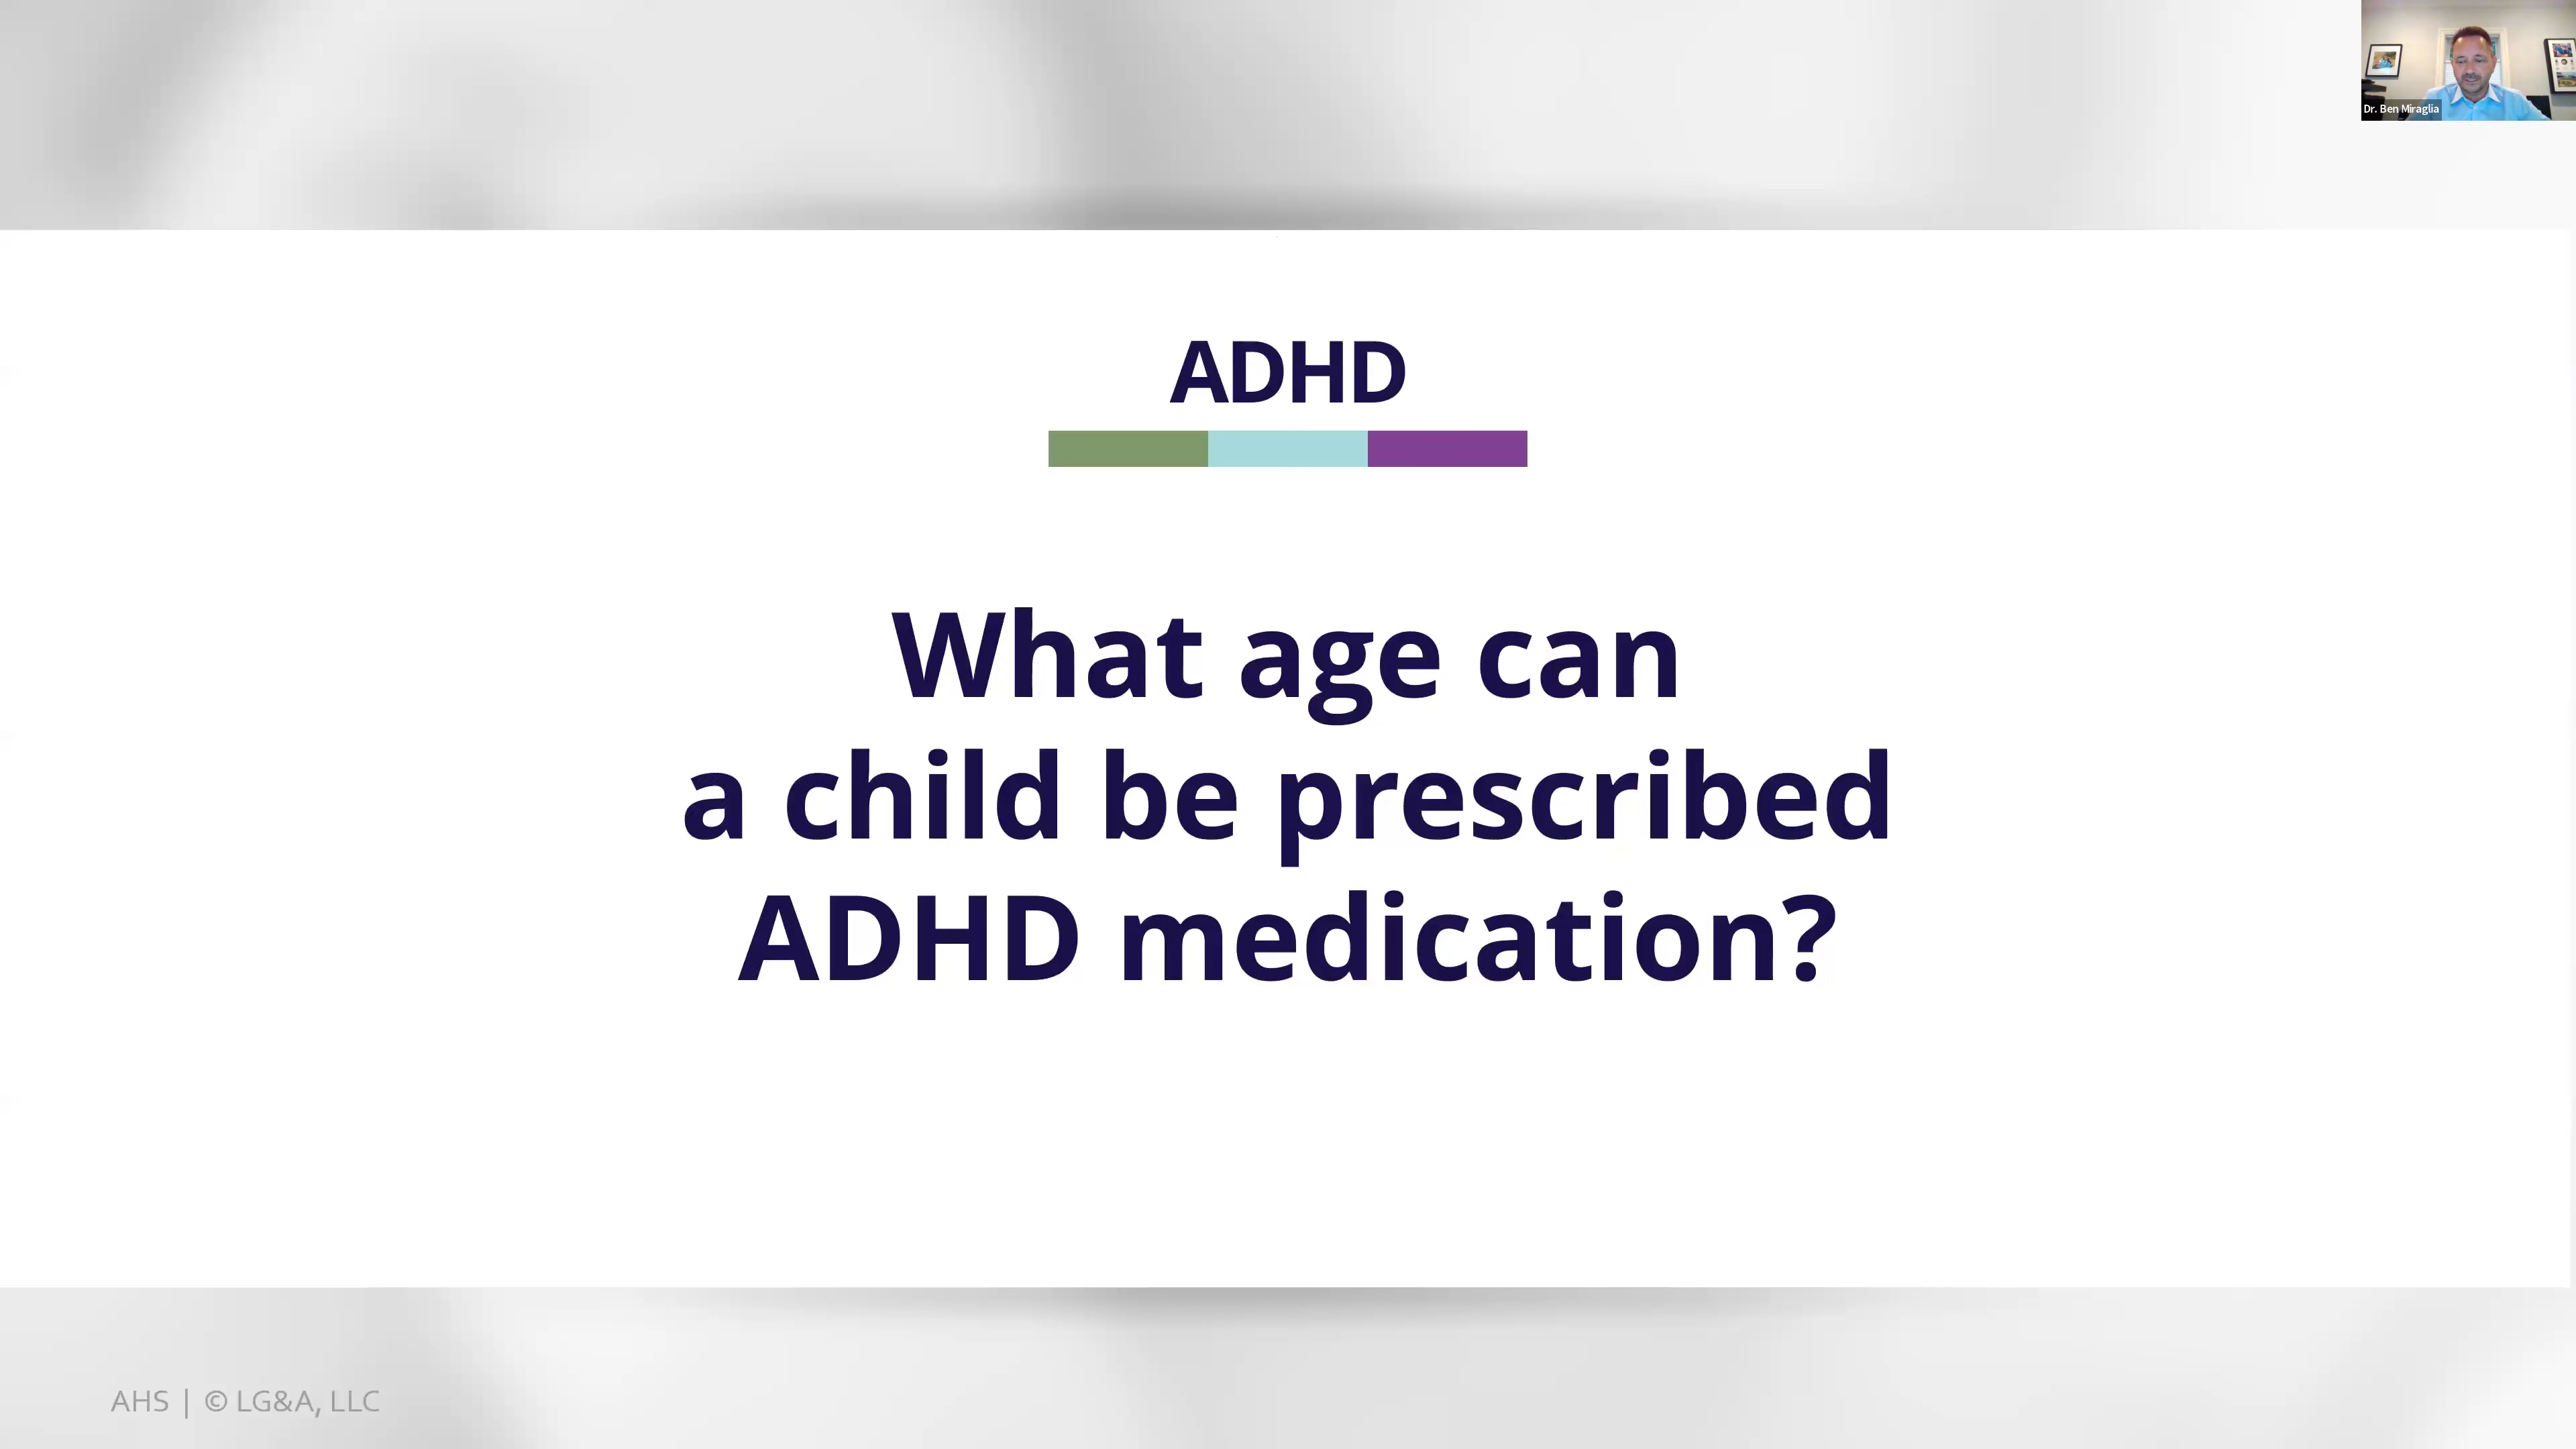 Dr. Ben Miraglia
ADHD
What age can
a child be prescribed
ADHD medication?
AHS | © LG&A, LLC